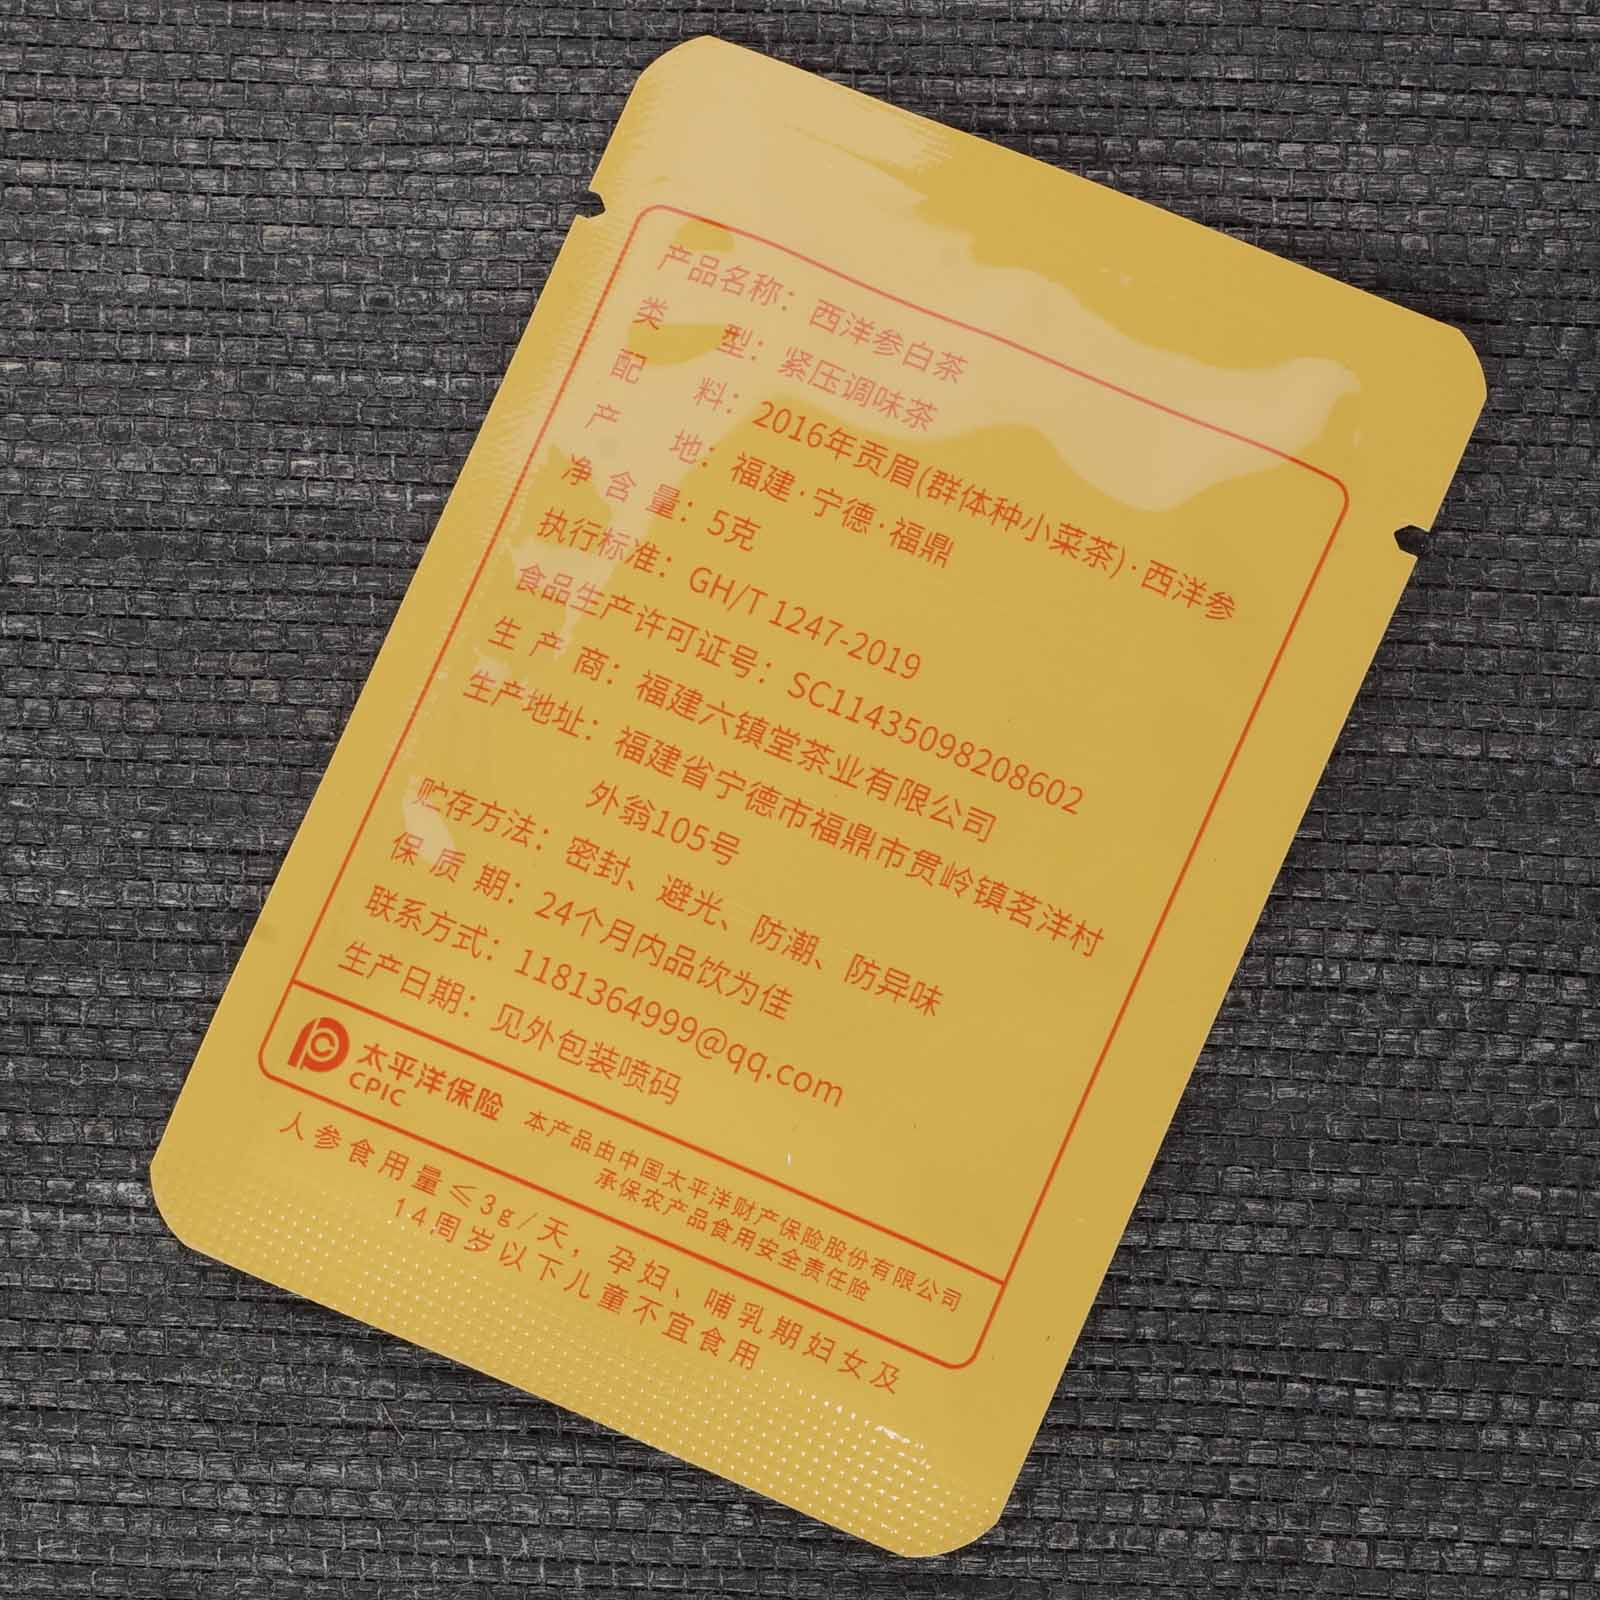 产品名称：西洋参白茶
类型：紧压调味茶
配料：2016年贡眉(群体种小菜茶)·西洋参
产地：福建·宁德·福鼎
净含量：5克
执行标准：GH/T 1247-2019
食品生产许可证号：SC11435098208602
生产商：福建六镇堂茶业有限公司
生产地址：福建省宁德市福鼎市贯岭镇茗洋村
外翁105号
贮存方法：密封、避光、防潮、防异味
保质期：24个月内品饮为佳
联系方式：1181364999@qq.com
生产日期：见外包装喷码
太平洋保险
CPIC
本产品由中国太平洋财产保险股份有限公司
承保农产品食用安全责任险
人参食用量≤3g/天，孕妇、哺乳期妇女及
14周岁以下儿童不宜食用